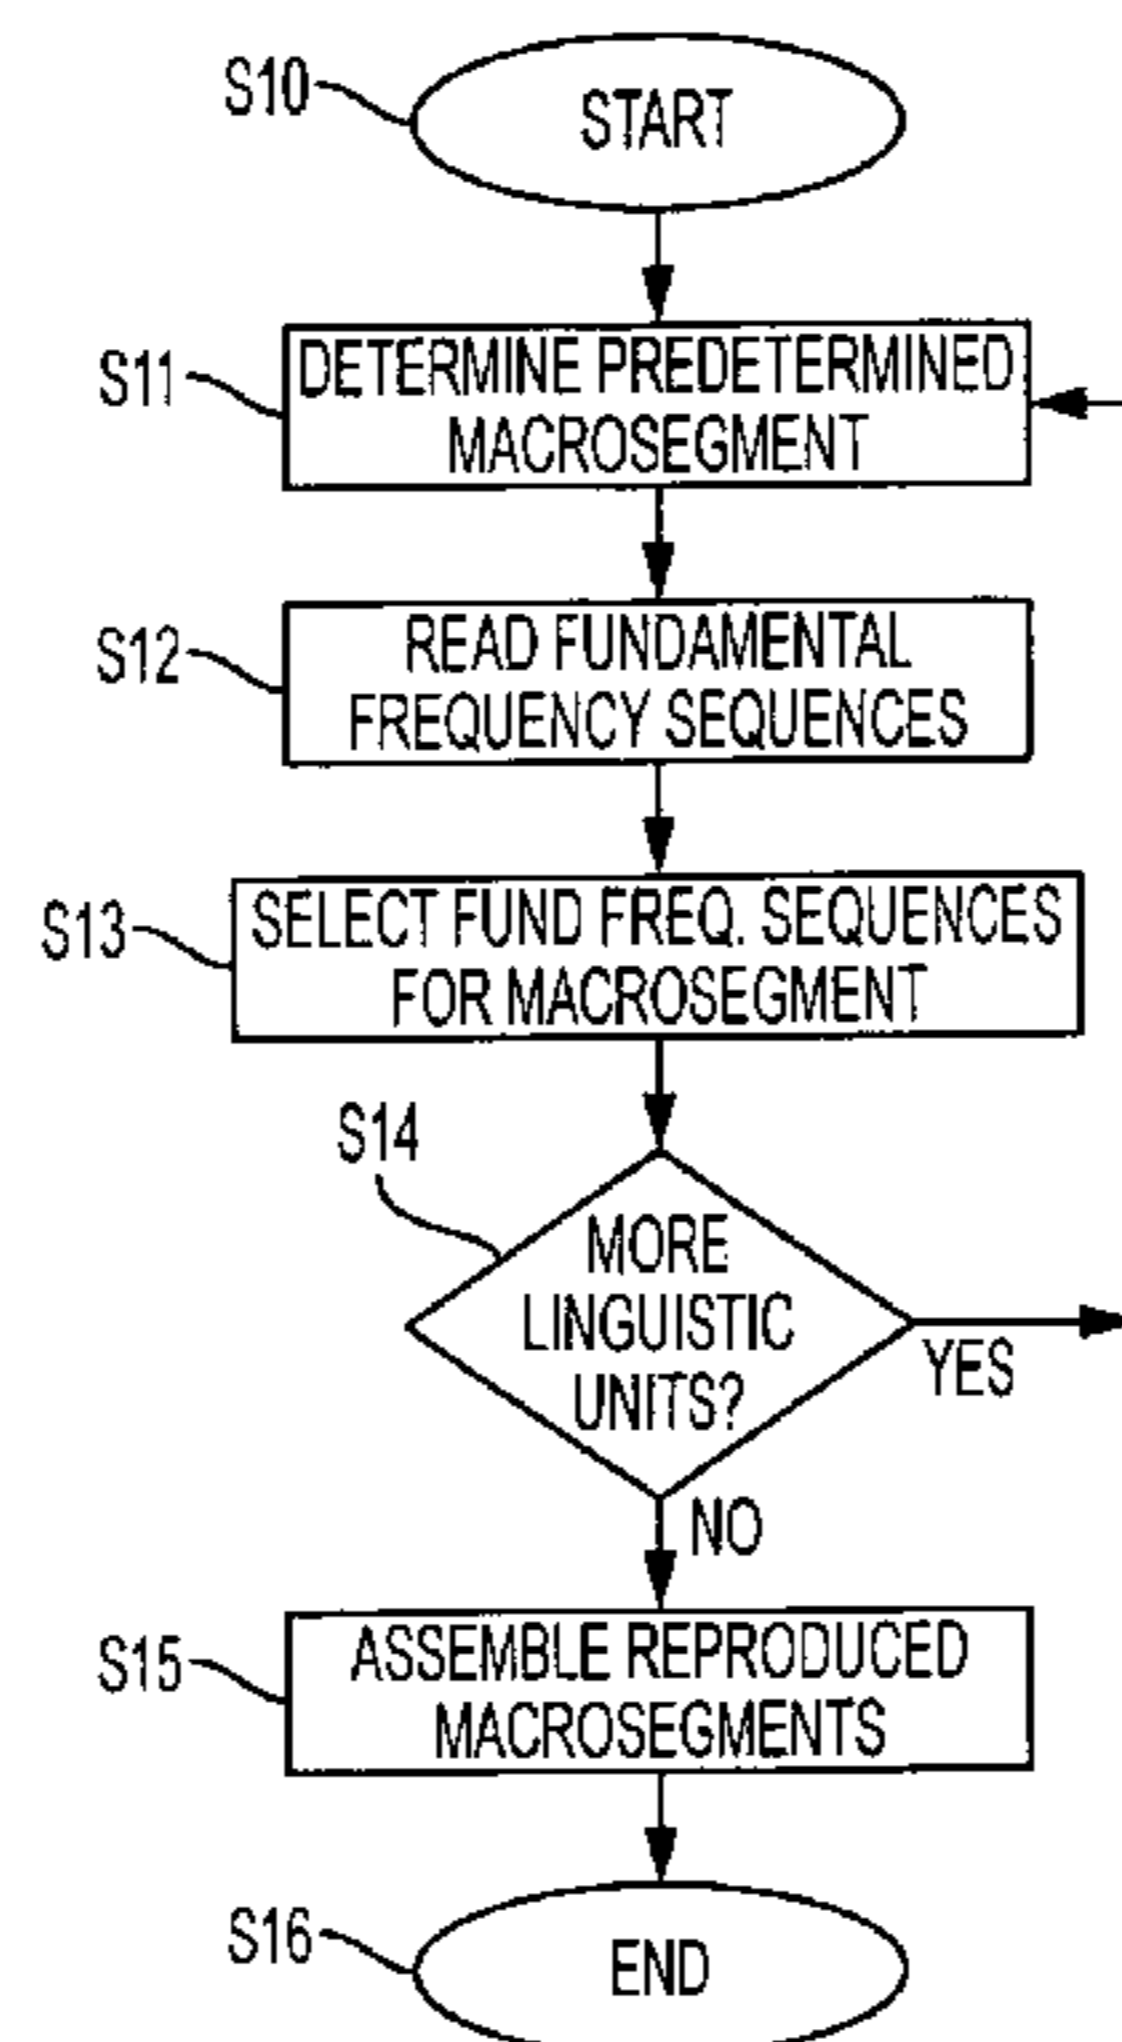 S10
START
S11
DETERMINE PREDETERMINED
MACROSEGMENT
S12
READ FUNDAMENTAL
FREQUENCY SEQUENCES
S13
SELECT FUND FREQ. SEQUENCES
FOR MACROSEGMENT
S14
MORE
LINGUISTIC
UNITS?
YES
NO
S15
ASSEMBLE REPRODUCED
MACROSEGMENTS
S16
END